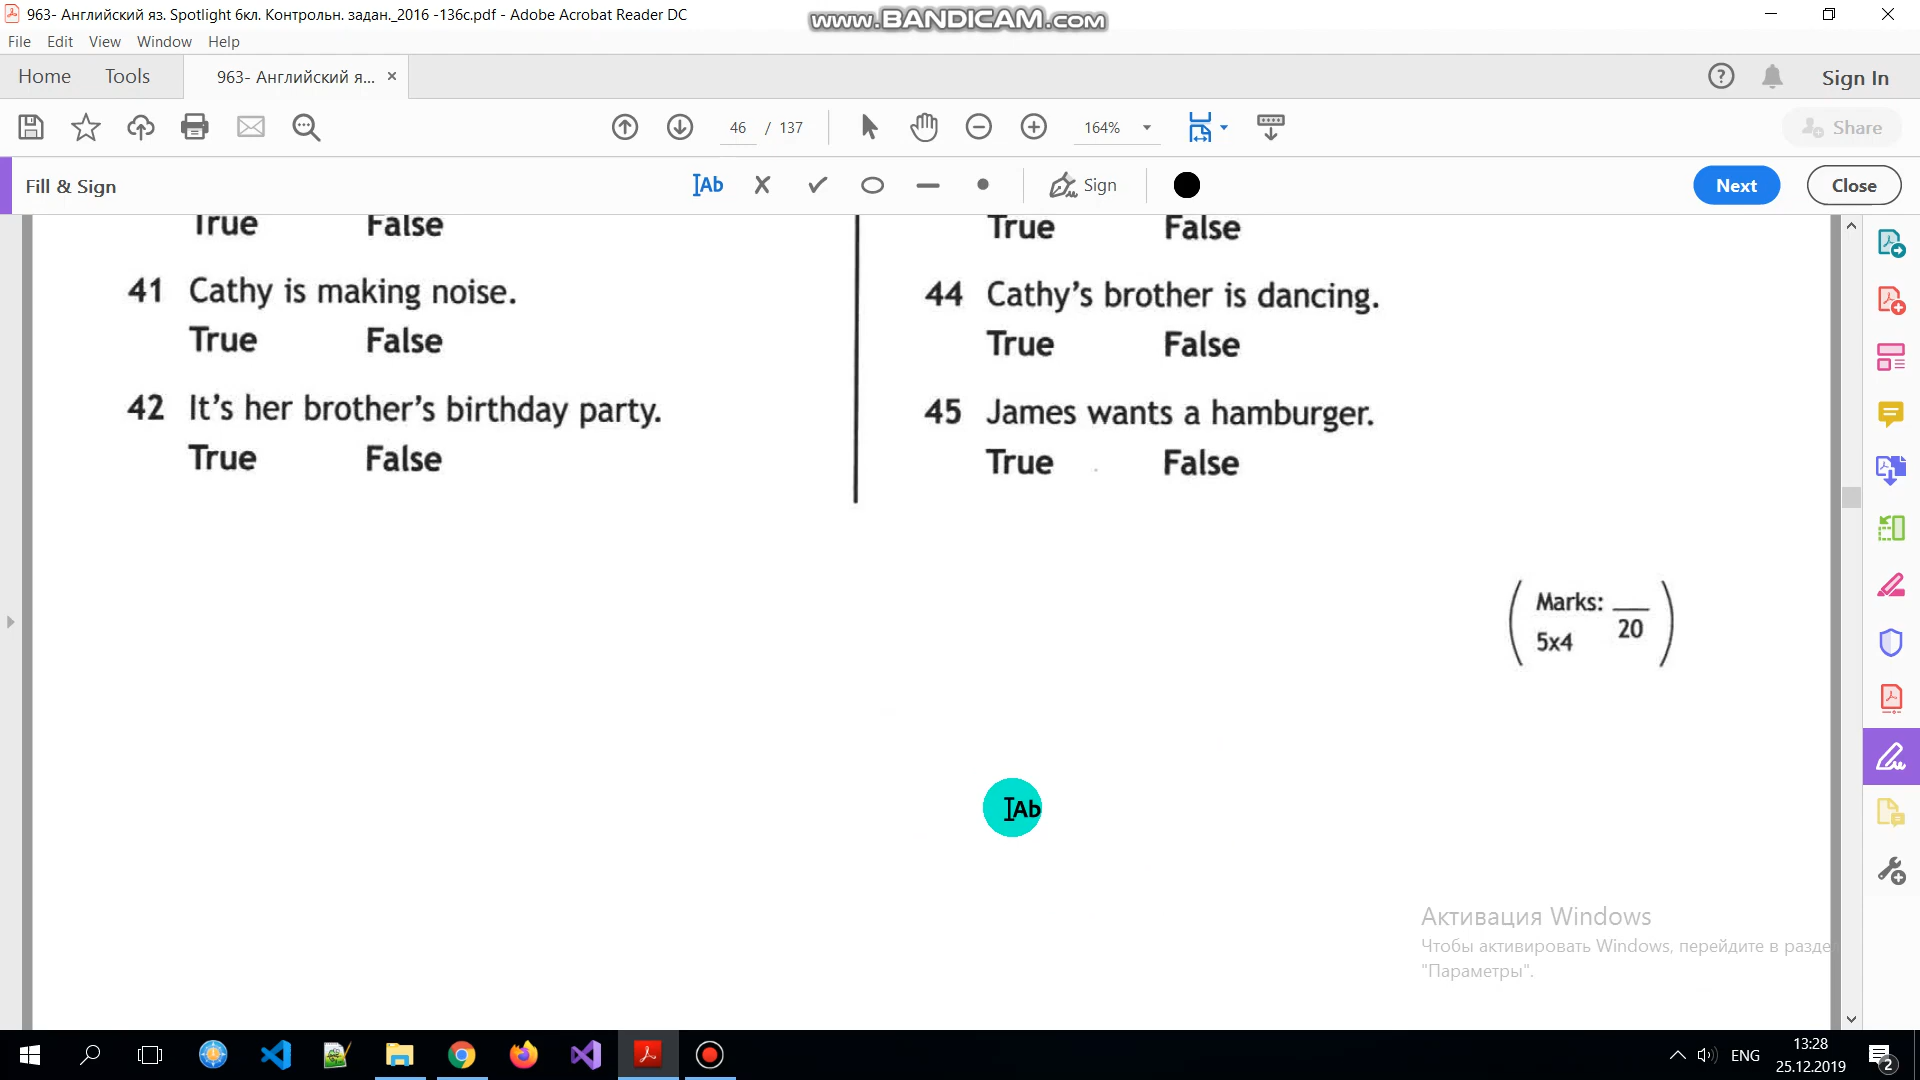 963- Английский яз. Spotlight 6кл. Контрольн. задан._2016 -136с.pdf - Adobe Acrobat Reader DC
www.BANDICAM.com
File Edit View Window Help
Home Tools 963- Английский я... × Sign In
46 / 137 164% Share
Fill & Sign Ab Sign Next Close
True False
41 Cathy is making noise.
True False
42 It's her brother's birthday party.
True False
True False
44 Cathy's brother is dancing.
True False
45 James wants a hamburger.
True False
Marks: __
20
5x4
Ab
Активация Windows
Чтобы активировать Windows, перейдите в разде
"Параметры".
ENG
13:28
25.12.2019
2